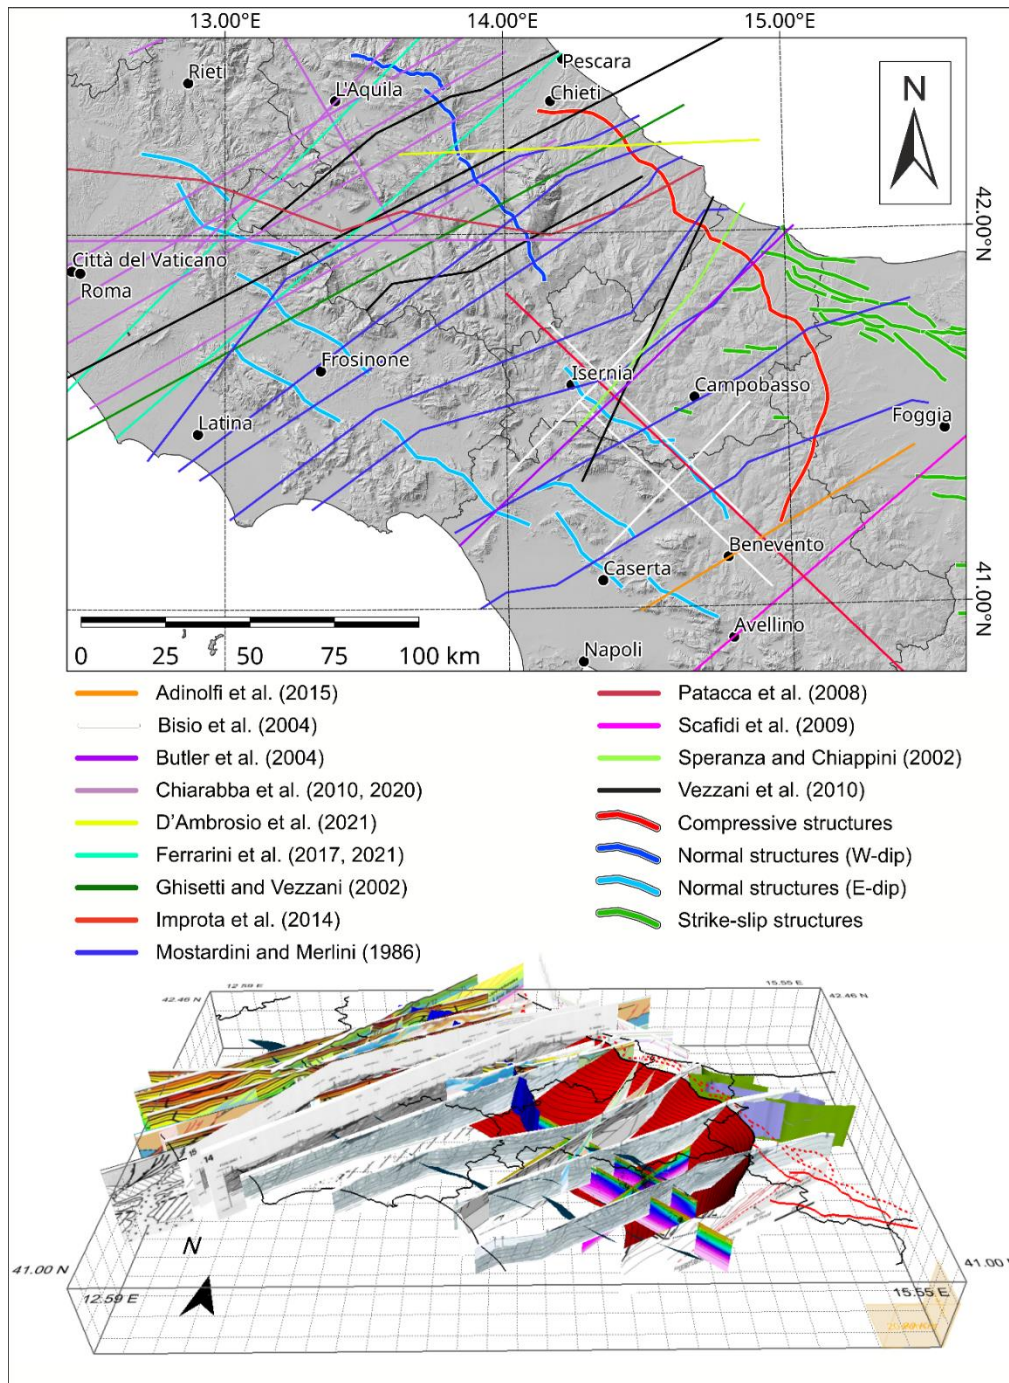 13.00°E 14.00°E 15.00°E
Rieti
L'Aquila
Pescara
Chieti
N
42.00°N
Città del Vaticano
Roma
Frosinone
Isernia
Campobasso
Latina
Foggia
Benevento
Caserta
41.00°N
Avellino
Napoli
0 25 50 75 100 km
Adinolfi et al. (2015)
Bisio et al. (2004)
Butler et al. (2004)
Chiarabba et al. (2010, 2020)
D'Ambrosio et al. (2021)
Ferrarini et al. (2017, 2021)
Ghisetti and Vezzani (2002)
Improta et al. (2014)
Mostardini and Merlini (1986)
Patacca et al. (2008)
Scafidi et al. (2009)
Speranza and Chiappini (2002)
Vezzani et al. (2010)
Compressive structures
Normal structures (W-dip)
Normal structures (E-dip)
Strike-slip structures
12.59 E 15.55 E
42.46 N 42.46 N
15 14
N
41.00 N 41.00 N
12.59 E 15.55 E